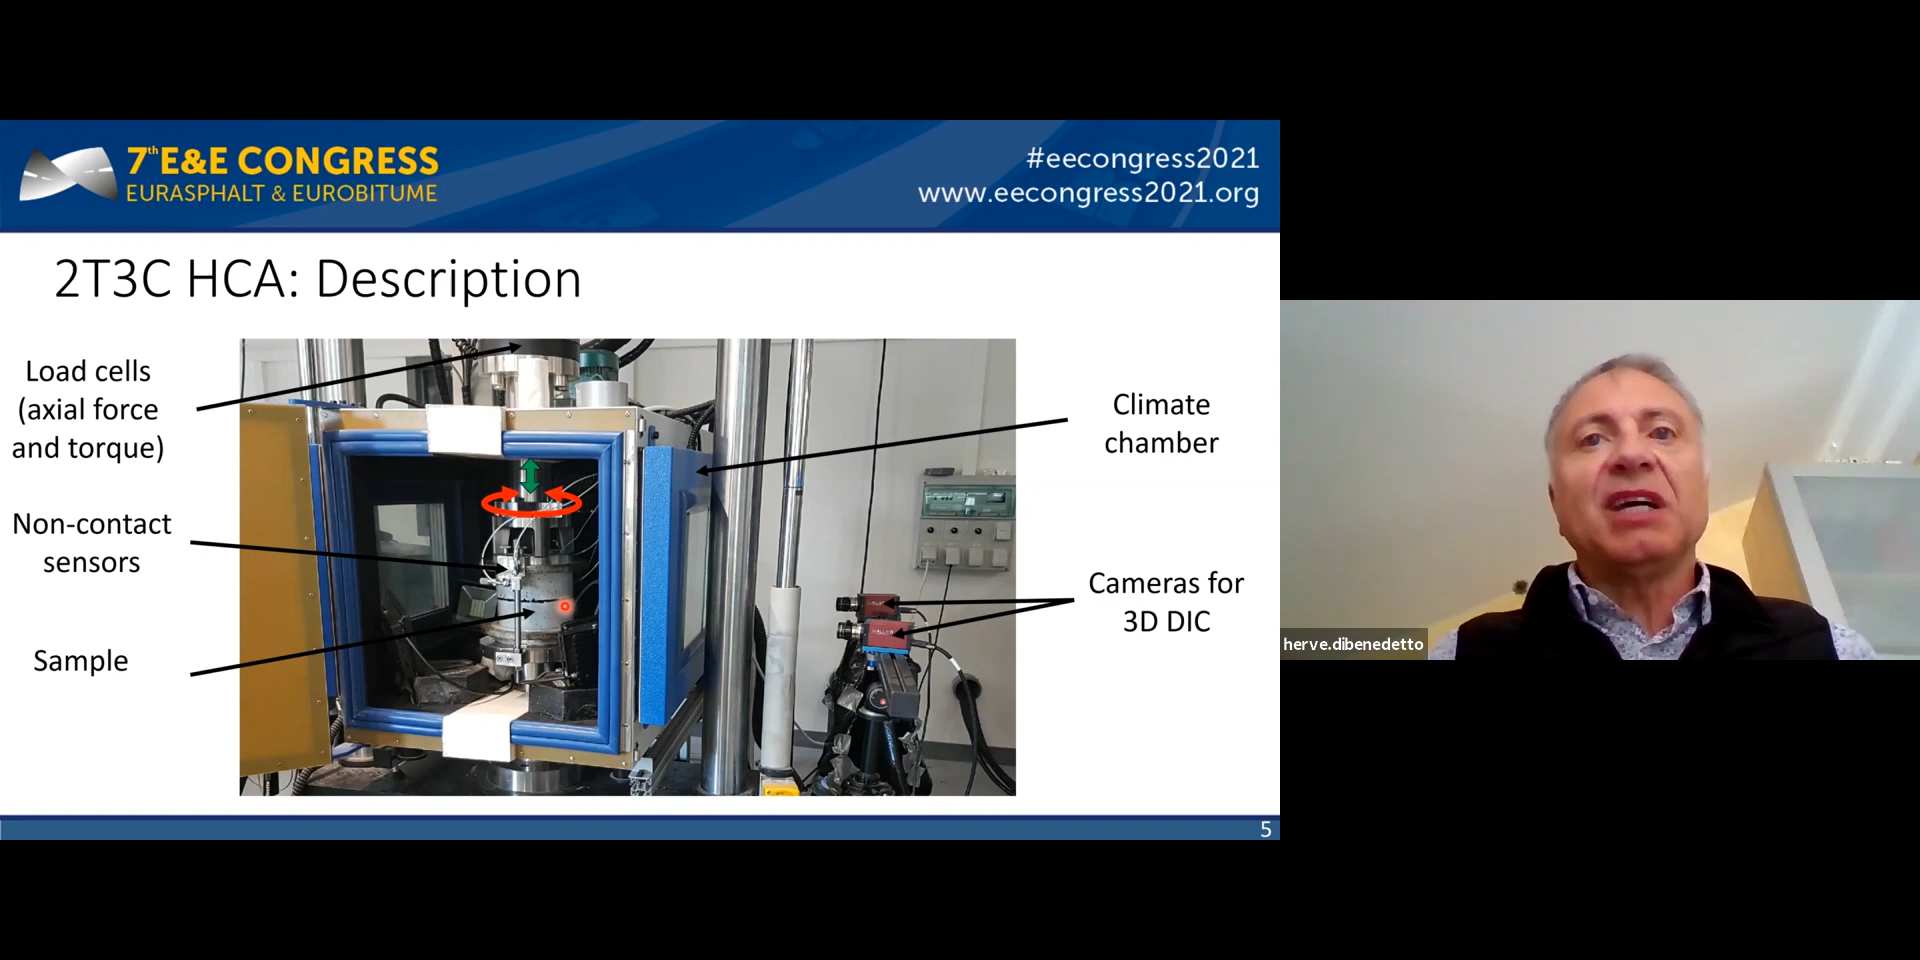 7th E&E CONGRESS
EURASPHALT & EUROBITUME
#eecongress2021
www.eecongress2021.org
2T3C HCA: Description
Load cells
(axial force
and torque)
Non-contact
sensors
Sample
Climate
chamber
Cameras for
3D DIC
5
herve.dibenedetto